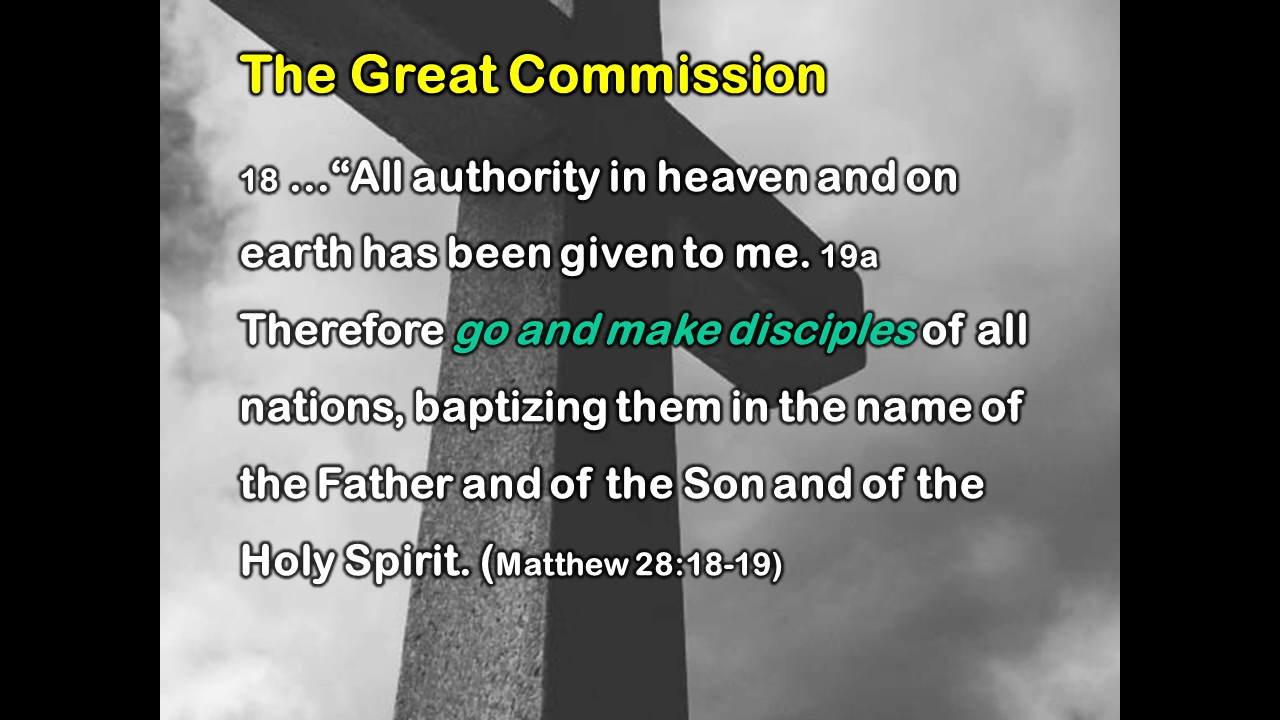 The Great Commission
18 …“All authority in heaven and on
earth has been given to me. 19a
Therefore go and make disciples of all
nations, baptizing them in the name of
the Father and of the Son and of the
Holy Spirit. (Matthew 28:18-19)